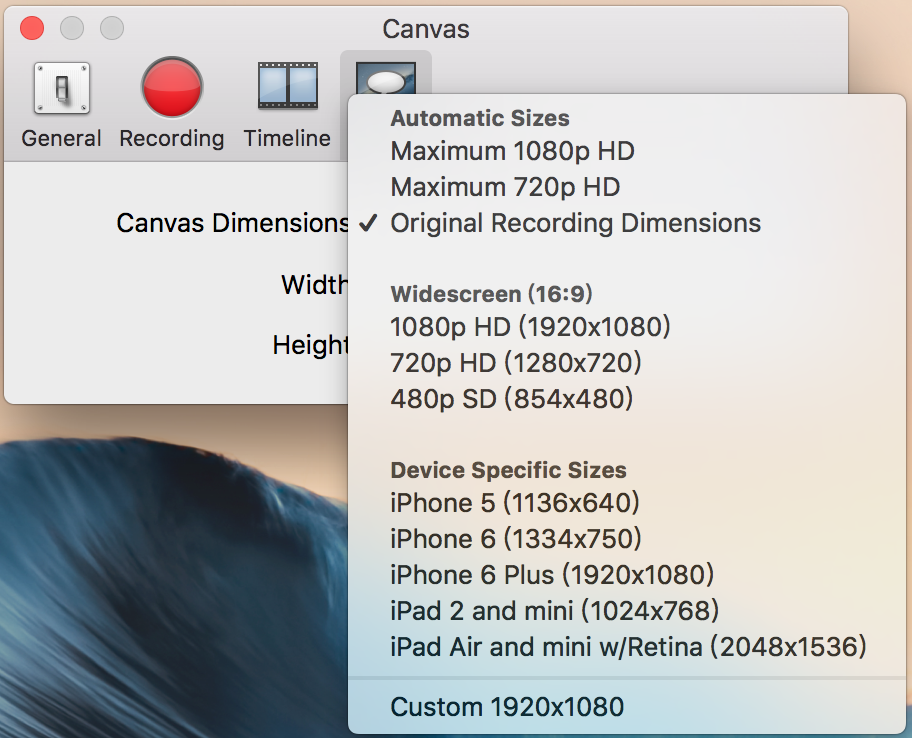 Canvas
General Recording Timeline
Canvas Dimensions
Width
Height
Automatic Sizes
Maximum 1080p HD
Maximum 720p HD
✓ Original Recording Dimensions
Widescreen (16:9)
1080p HD (1920x1080)
720p HD (1280x720)
480p SD (854x480)
Device Specific Sizes
iPhone 5 (1136x640)
iPhone 6 (1334x750)
iPhone 6 Plus (1920x1080)
iPad 2 and mini (1024x768)
iPad Air and mini w/Retina (2048x1536)
Custom 1920x1080